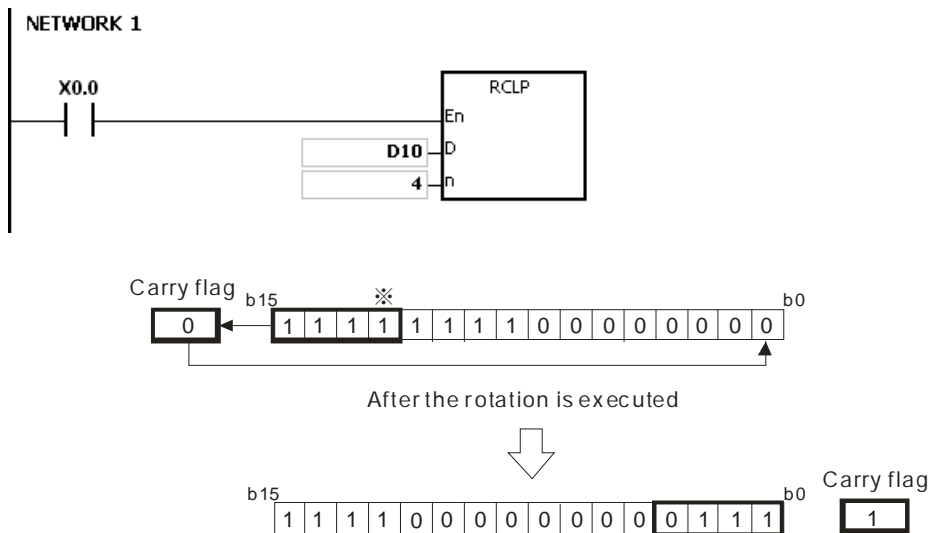 NETWORK 1
X0.0
RCLP
En
D10 D
4 n
Carry flag b15 ※ b0
0 1 1 1 1 1 1 1 1 0 0 0 0 0 0 0 0
After the rotation is executed
b15 b0 Carry flag
1 1 1 1 0 0 0 0 0 0 0 0 0 1 1 1 1